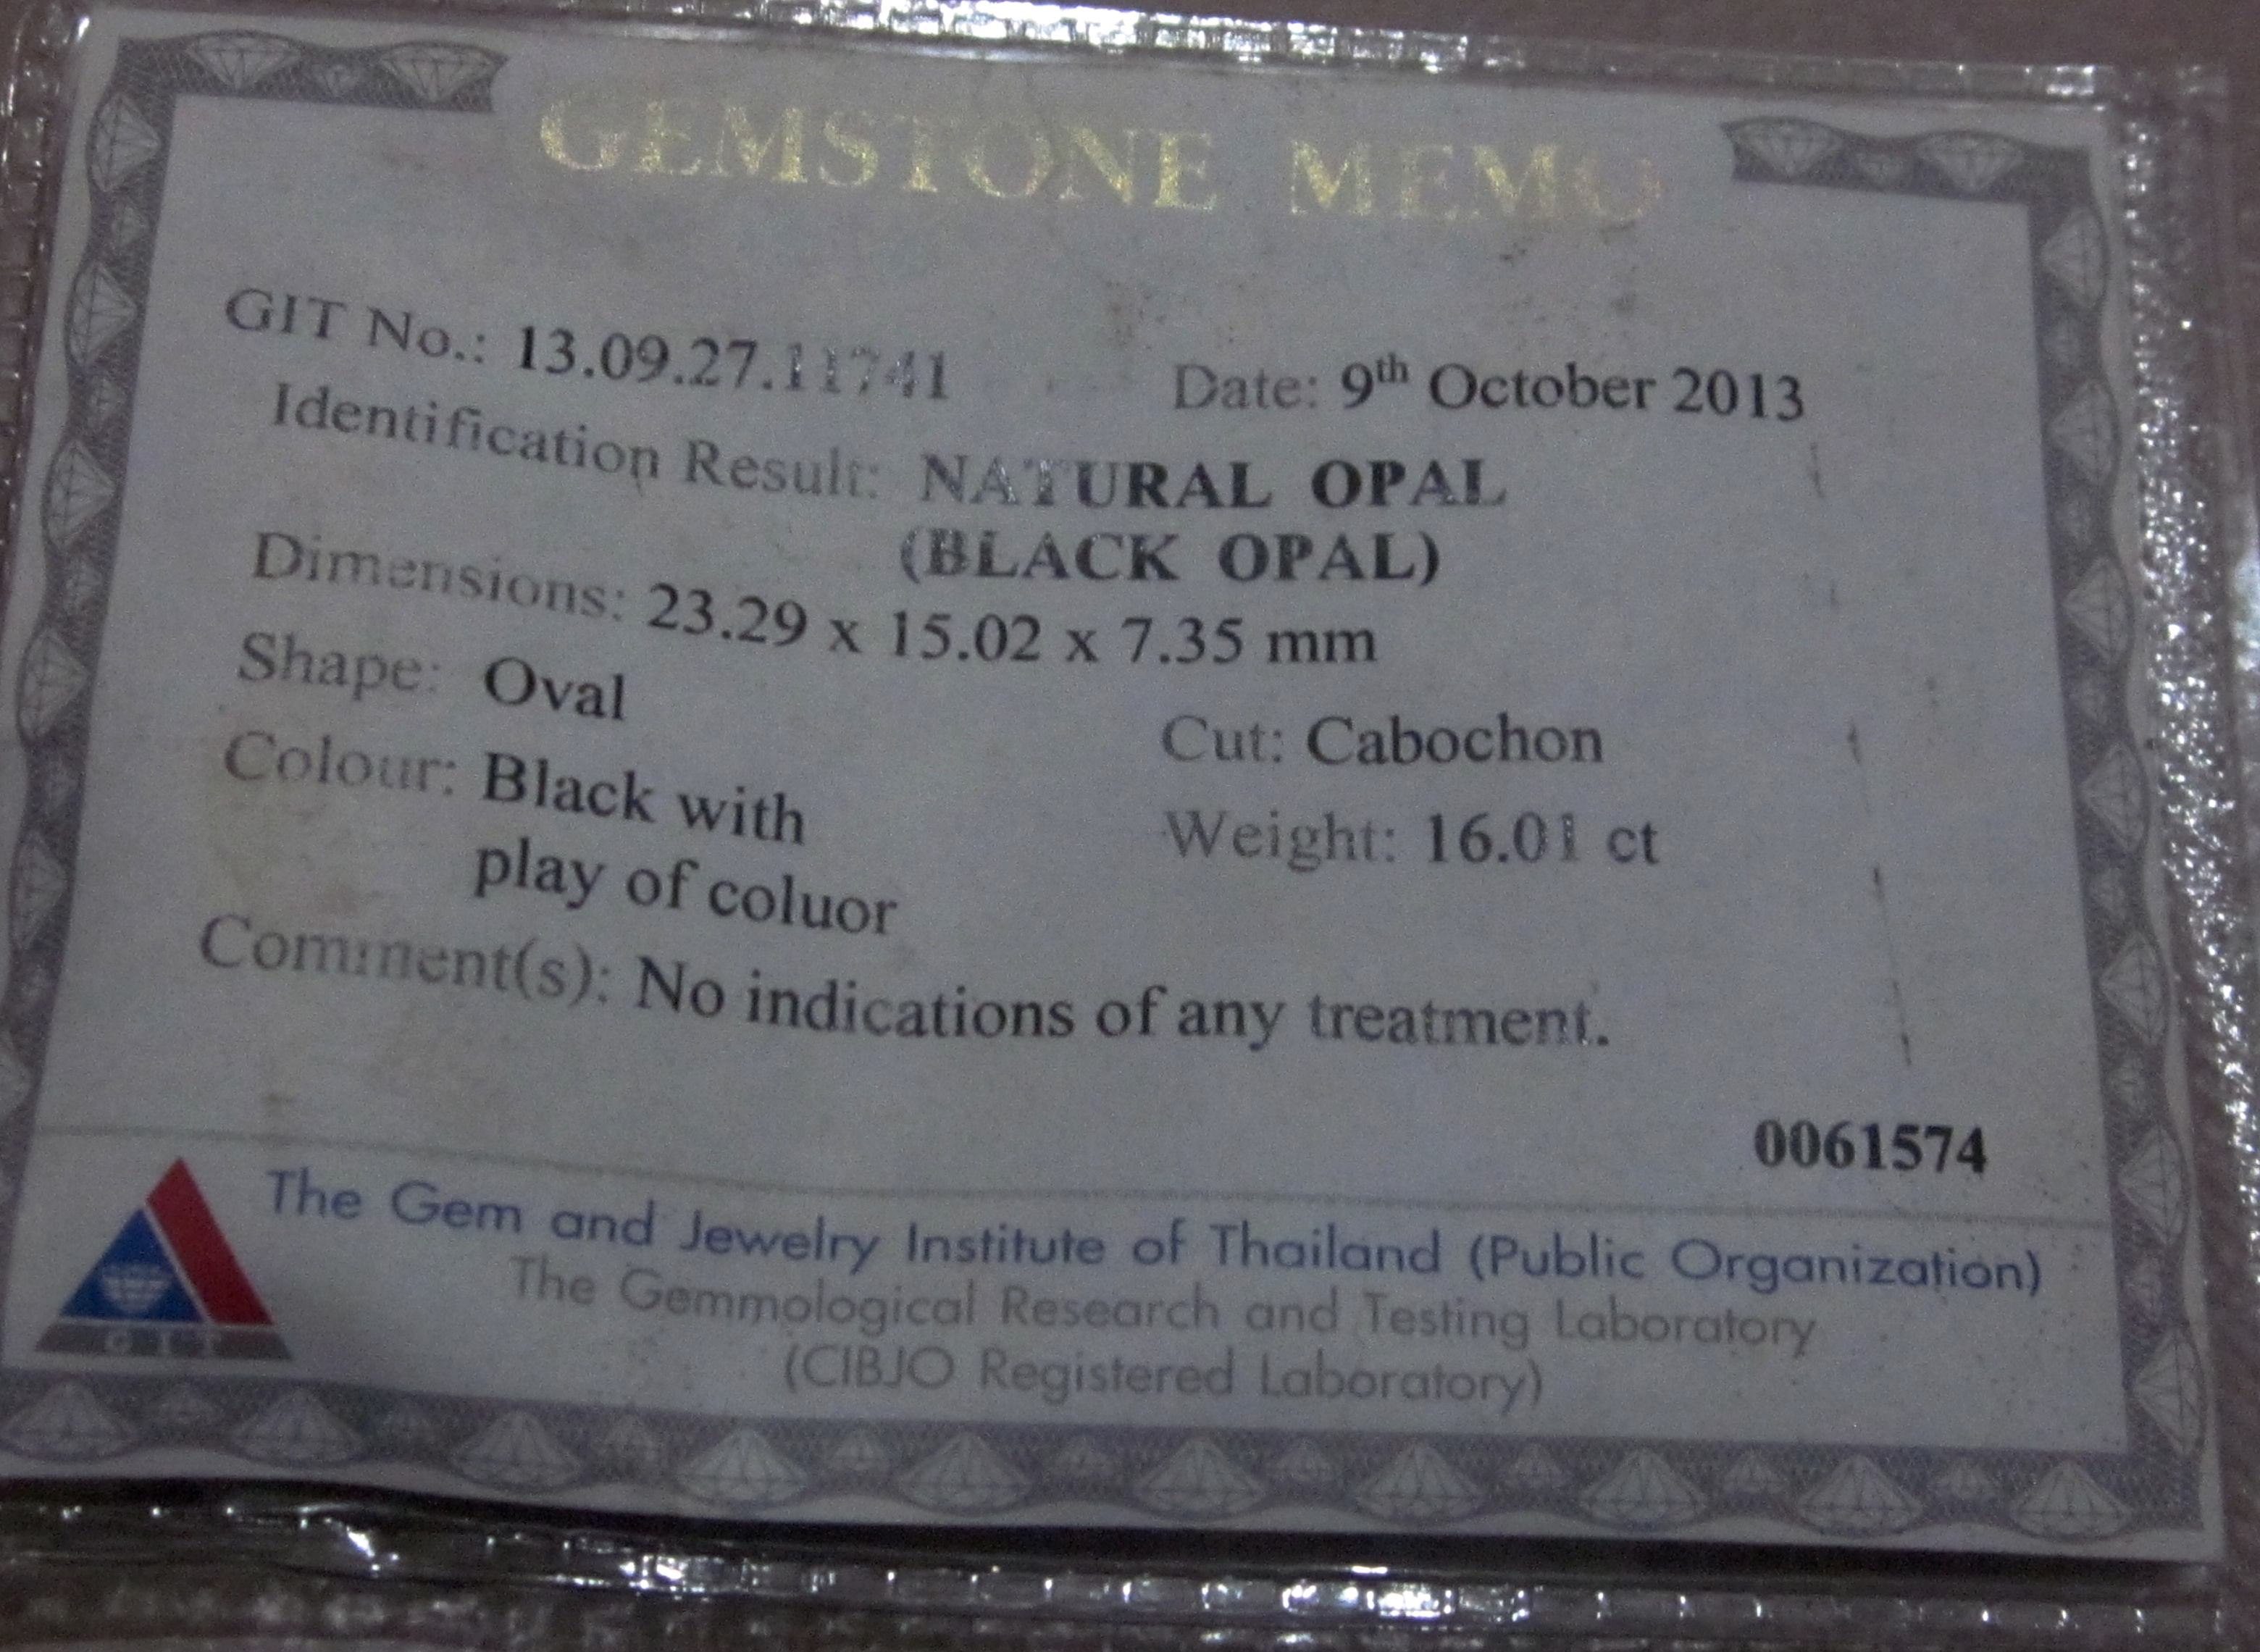 GEMSTONE MEMO
GIT No.: 13.09.27.11741 Date: 9th October 2013
Identification Result: NATURAL OPAL
(BLACK OPAL)
Dimensions: 23.29 x 15.02 x 7.35 mm
Shape: Oval Cut: Cabochon
Colour: Black with Weight: 16.01 ct
play of coluor
Comment(s): No indications of any treatment.
0061574
The Gem and Jewelry Institute of Thailand (Public Organization)
The Gemmological Research and Testing Laboratory
(CIBJO Registered Laboratory)
GIT